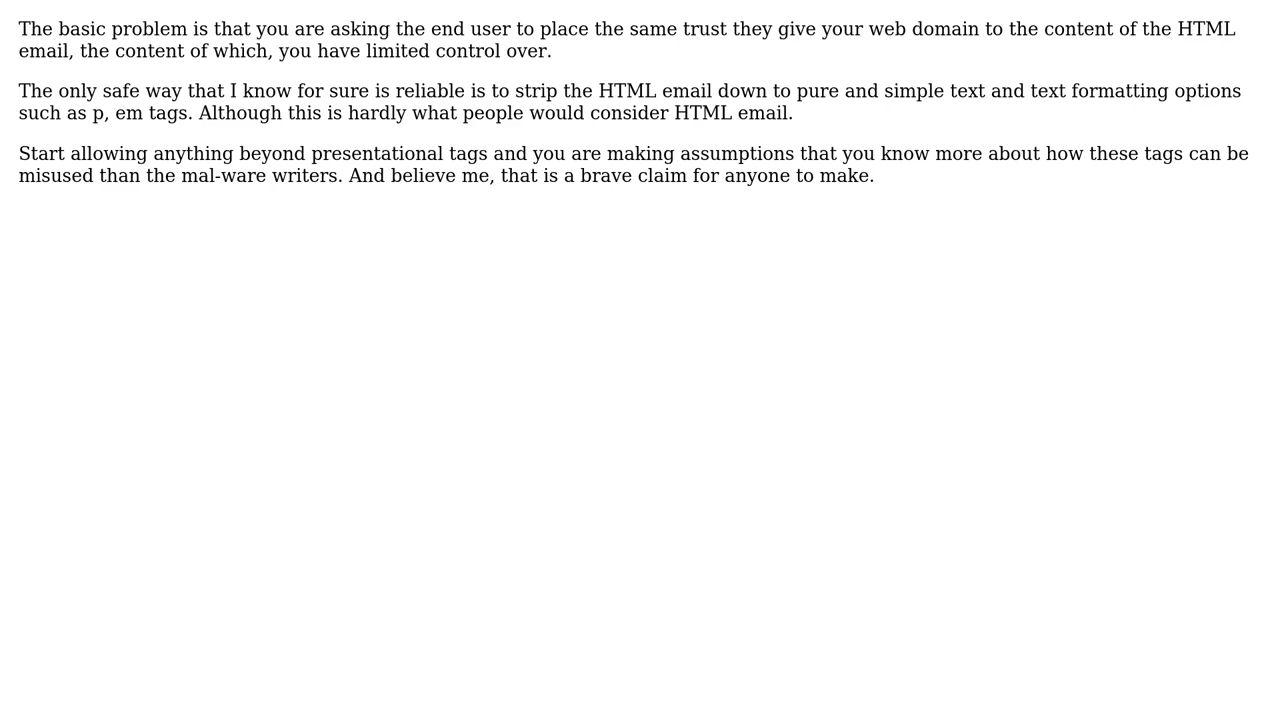 The basic problem is that you are asking the end user to place the same trust they give your web domain to the content of the HTML
email, the content of which, you have limited control over.
The only safe way that I know for sure is reliable is to strip the HTML email down to pure and simple text and text formatting options
such as p, em tags. Although this is hardly what people would consider HTML email.
Start allowing anything beyond presentational tags and you are making assumptions that you know more about how these tags can be
misused than the mal-ware writers. And believe me, that is a brave claim for anyone to make.